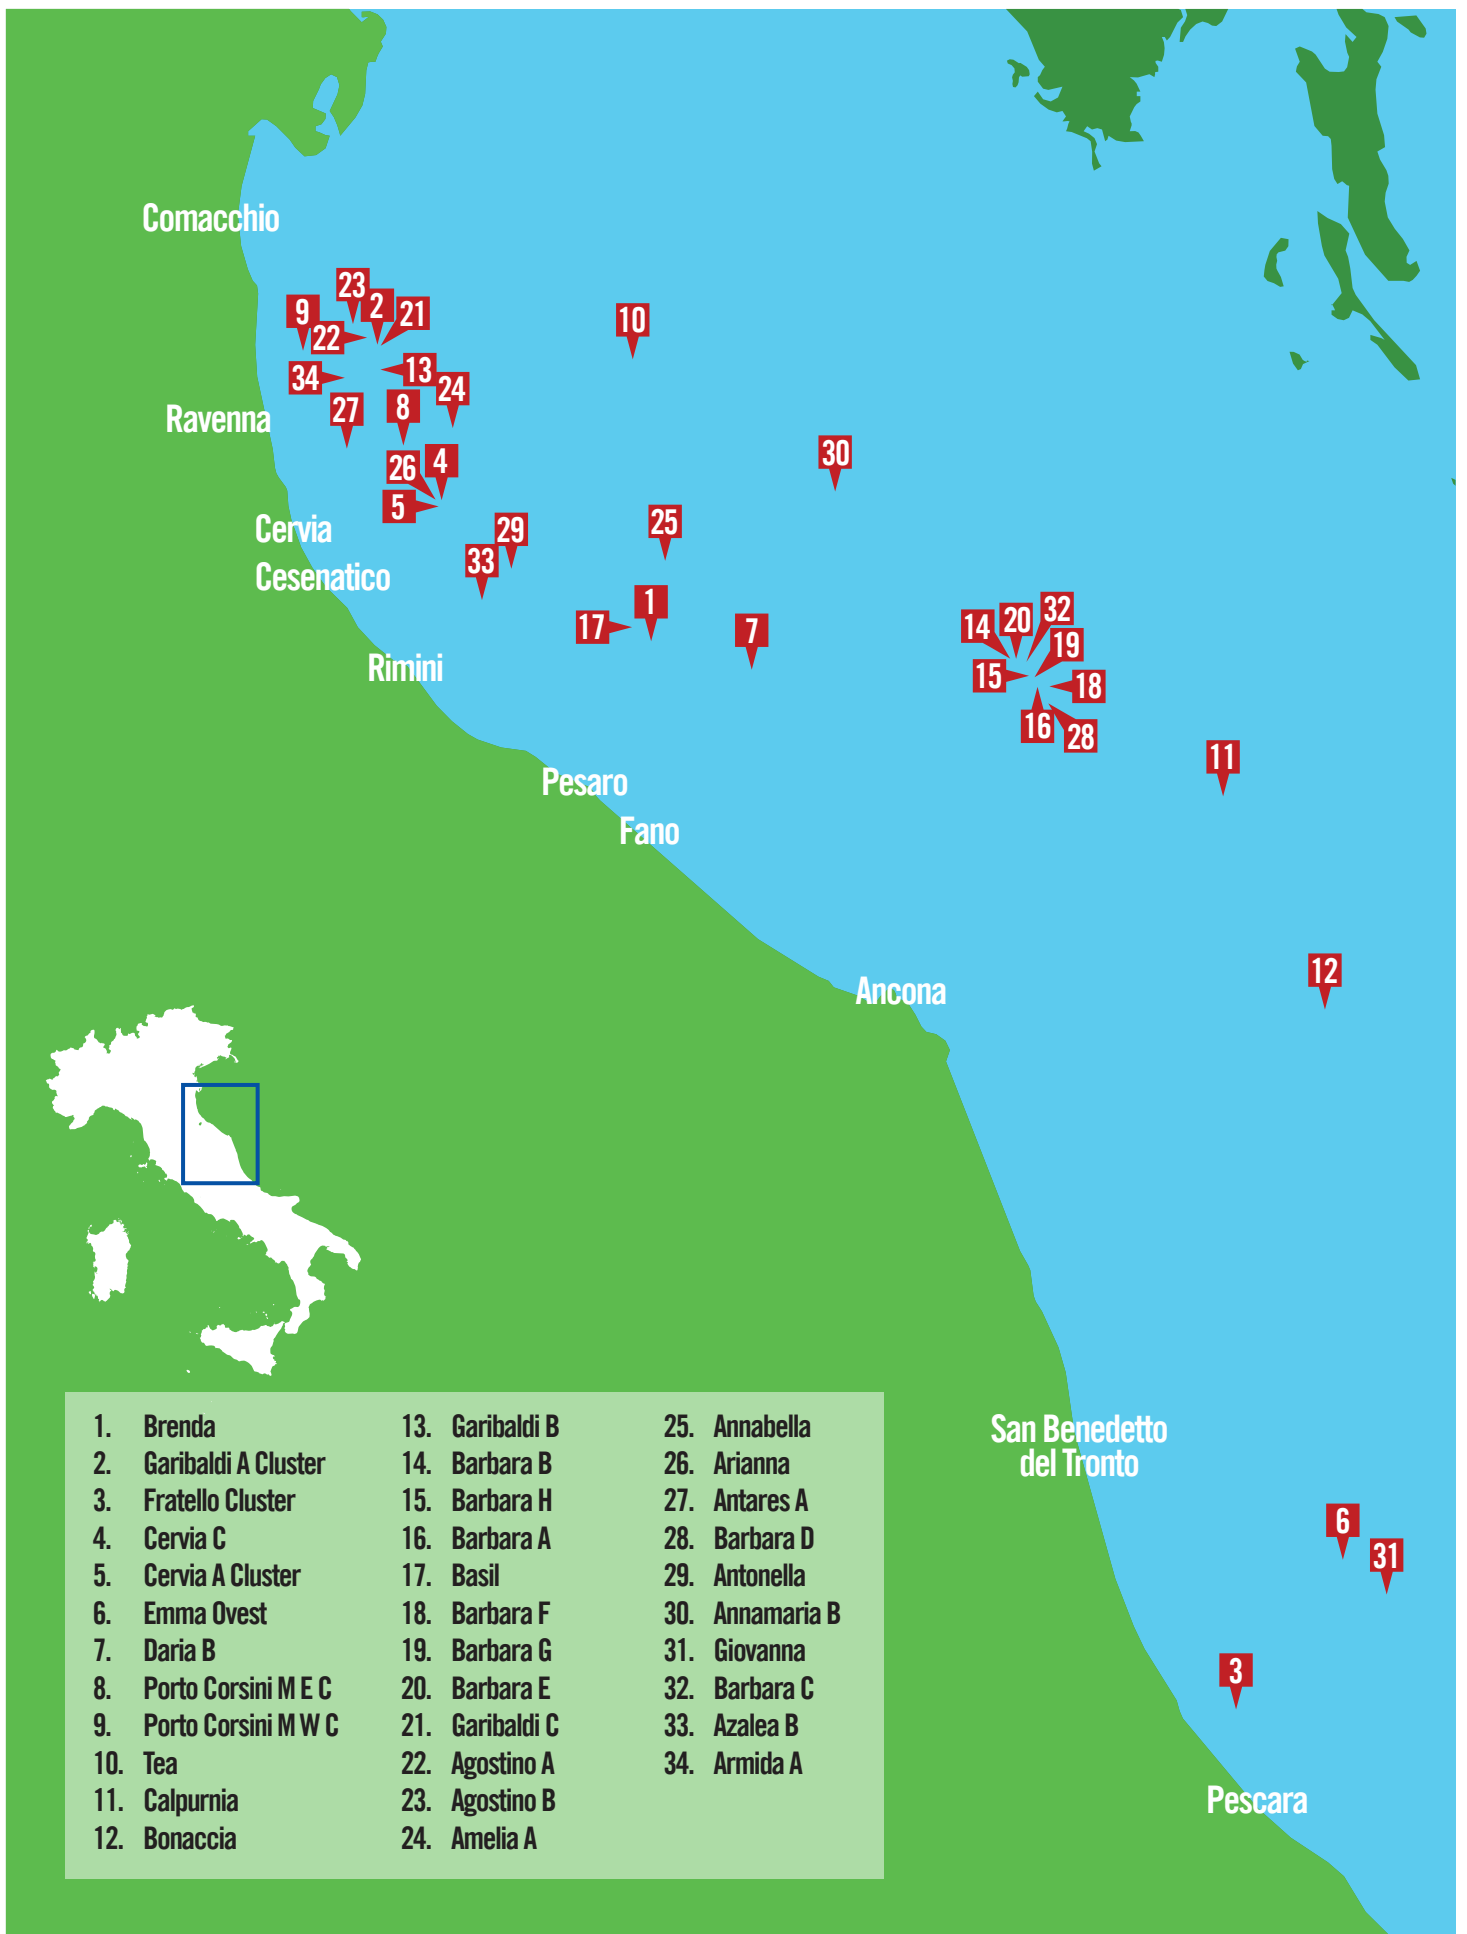 Comacchio
23
2
21
9
22
10
34
13
24
27
8
Ravenna
30
4
26
5
25
29
Cervia
33
Cesenatico
1
17
7
32
20
14
19
Rimini
15
18
16
28
11
Pesaro
Fano
12
Ancona
1. Brenda
2. Garibaldi A Cluster
3. Fratello Cluster
4. Cervia C
5. Cervia A Cluster
6. Emma Ovest
7. Daria B
8. Porto Corsini M E C
9. Porto Corsini M W C
10. Tea
11. Calpurnia
12. Bonaccia
13. Garibaldi B
14. Barbara B
15. Barbara H
16. Barbara A
17. Basil
18. Barbara F
19. Barbara G
20. Barbara E
21. Garibaldi C
22. Agostino A
23. Agostino B
24. Amelia A
25. Annabella
26. Arianna
27. Antares A
28. Barbara D
29. Antonella
30. Annamaria B
31. Giovanna
32. Barbara C
33. Azalea B
34. Armida A
San Benedetto
del Tronto
6
31
3
Pescara